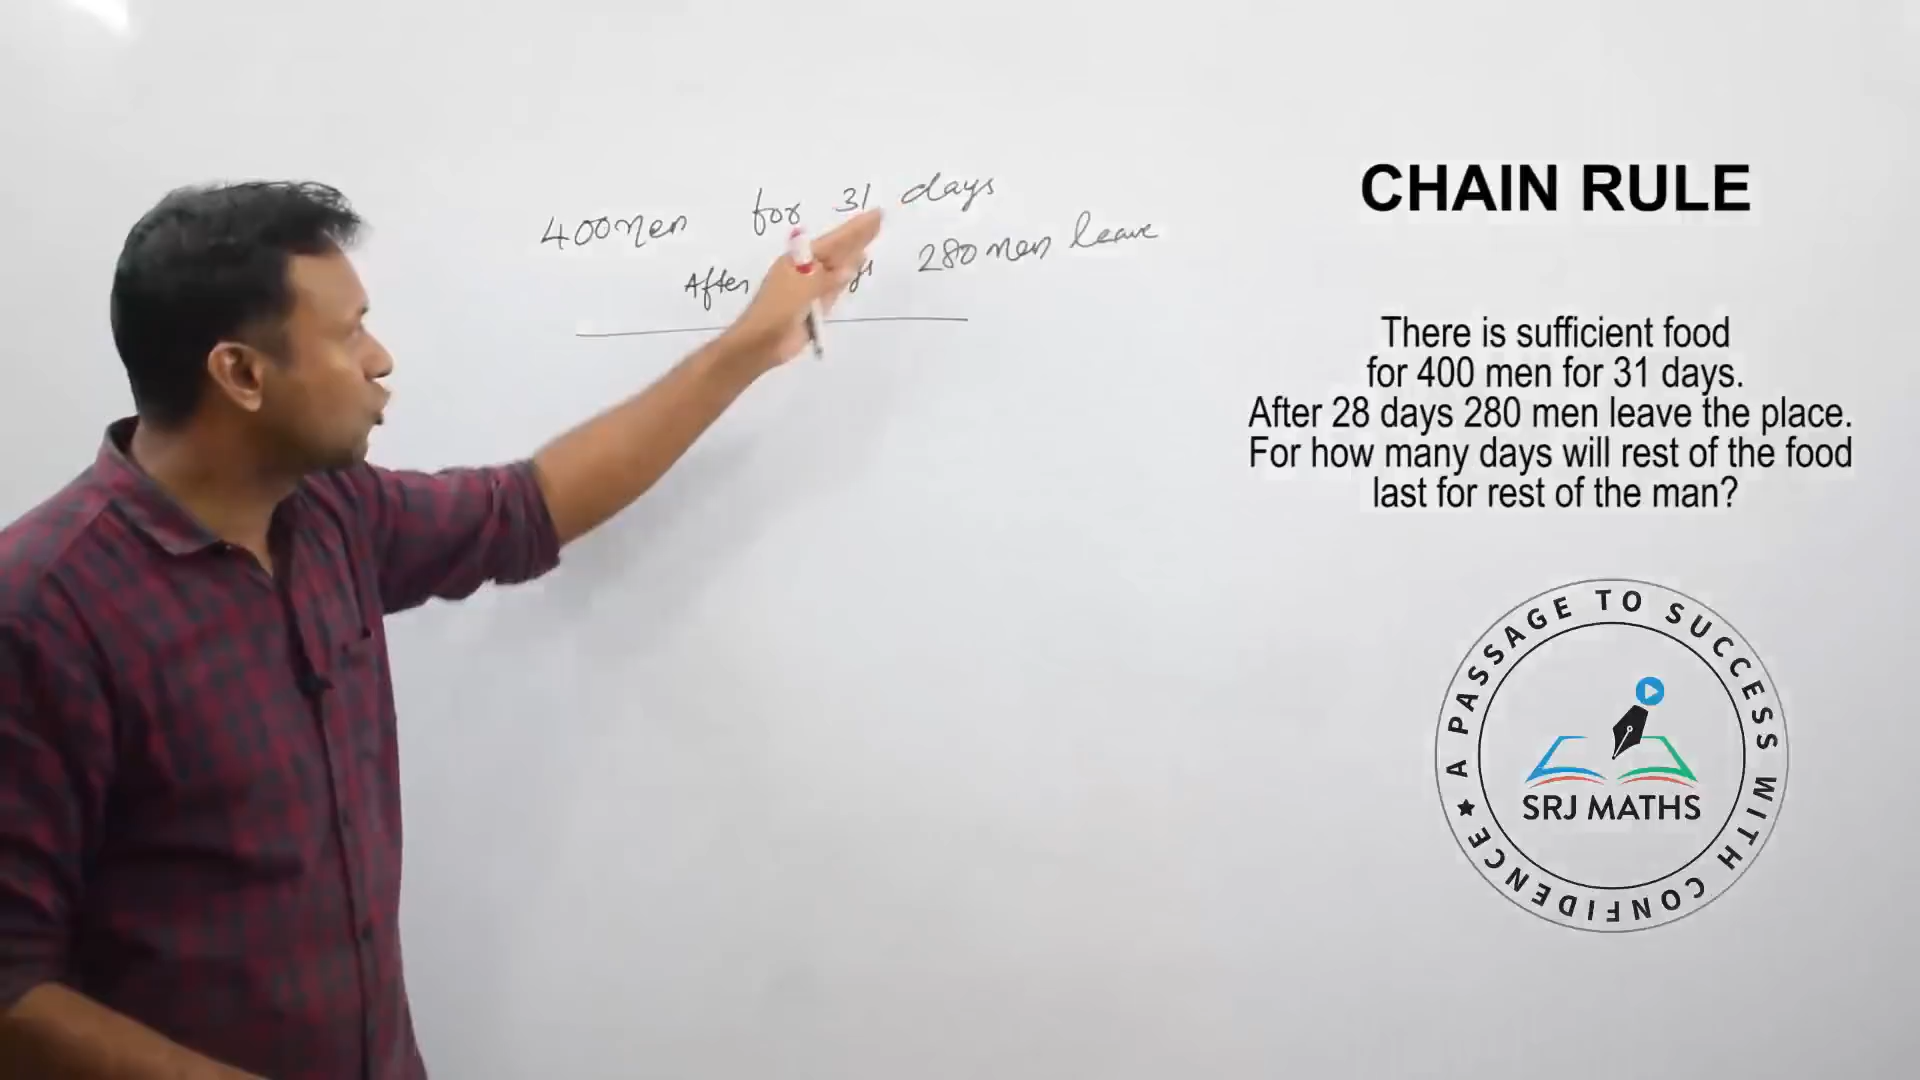 400 men for 31 days
After 280 men leave
CHAIN RULE
There is sufficient food
for 400 men for 31 days.
After 28 days 280 men leave the place.
For how many days will rest of the food
last for rest of the man?
A PASSAGE TO SUCCESS WITH CONFIDENCE
SRJ MATHS